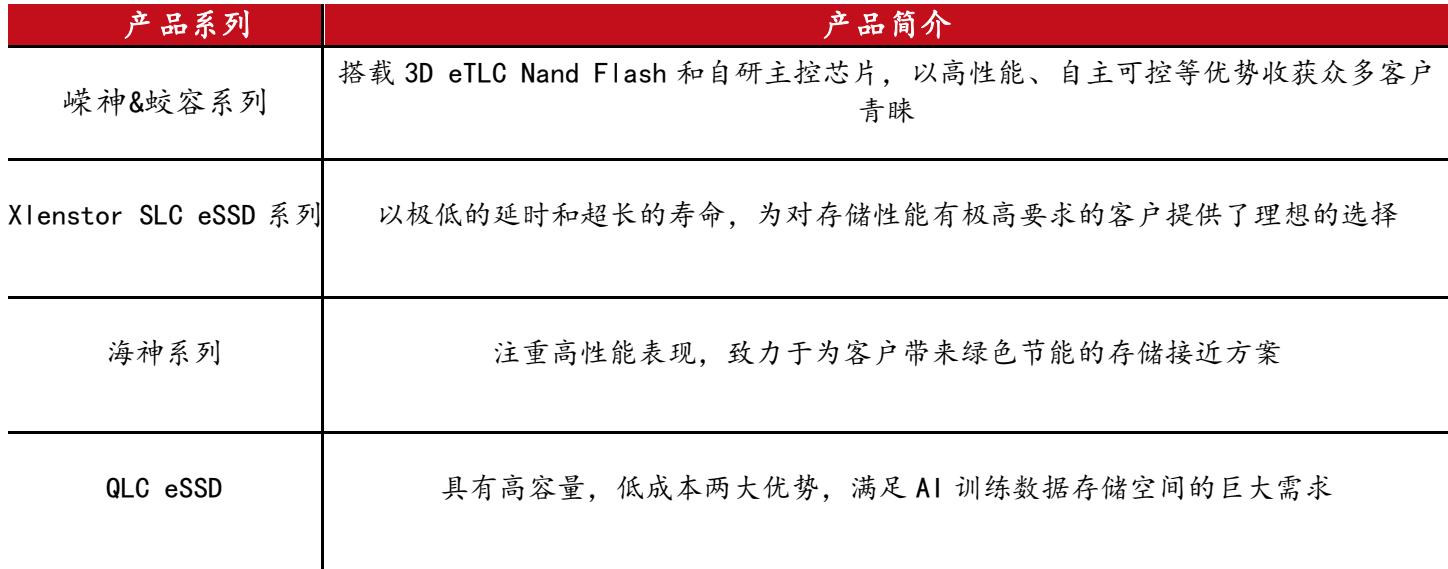 产品系列 产品简介
搭载 3D eTLC Nand Flash 和自研主控芯片，以高性能、自主可控等优势收获众多客户
嵘神&蛟容系列
青睐
Xlenstor SLC eSSD 系列 以极低的延时和超长的寿命，为对存储性能有极高要求的客户提供了理想的选择
海神系列 注重高性能表现，致力于为客户带来绿色节能的存储接近方案
QLC eSSD 具有高容量，低成本两大优势，满足 AI 训练数据存储空间的巨大需求